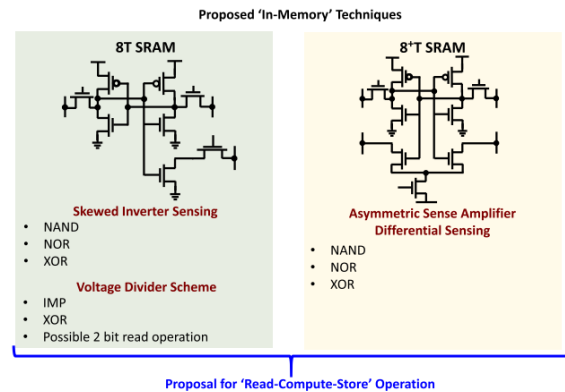 Proposed 'In-Memory' Techniques
8T SRAM
Skewed Inverter Sensing
• NAND
• NOR
• XOR
Voltage Divider Scheme
• IMP
• XOR
• Possible 2 bit read operation
8⁺T SRAM
Asymmetric Sense Amplifier
Differential Sensing
• NAND
• NOR
• XOR
Proposal for 'Read-Compute-Store' Operation